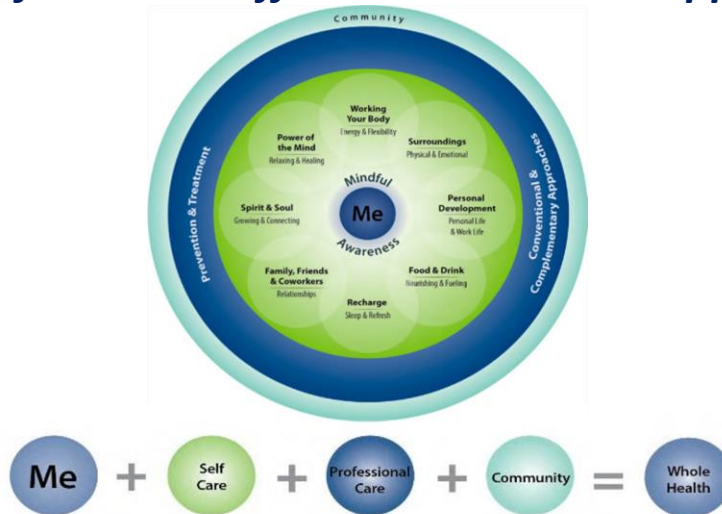 Community
Working
Your Body
Energy & Flexibility
Power of
the Mind
Relaxing & Healing
Surroundings
Physical & Emotional
Mindful
Me
Awareness
Spirit & Soul
Growing & Connecting
Personal
Development
Personal Life
& Work Life
Family, Friends
& Coworkers
Relationships
Food & Drink
Nourishing & Fueling
Recharge
Sleep & Refresh
Prevention & Treatment
Conventional &
Complementary Approaches
Me + Self Care + Professional Care + Community = Whole Health